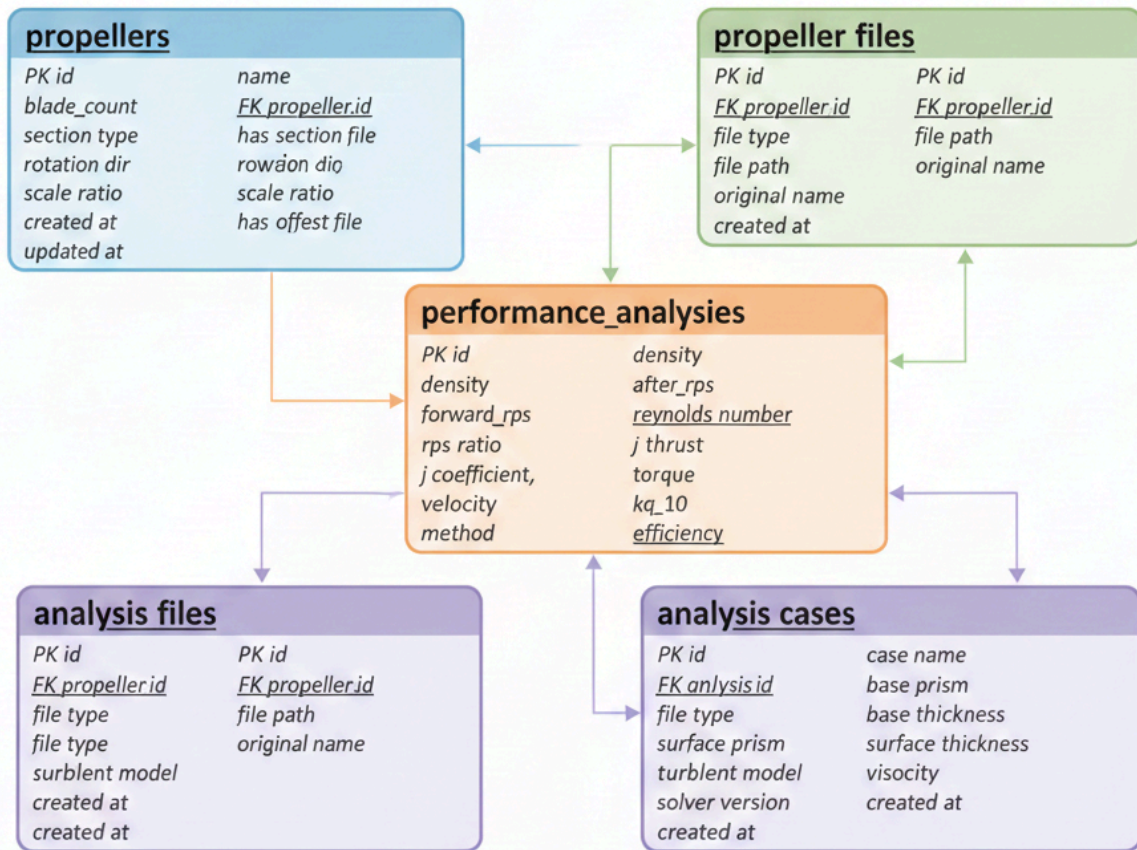 propellers
PK id name
blade_count FK propeller.id
section type has section file
rotation dir rowaion dio
scale ratio scale ratio
created at has offest file
updated at
propeller files
PK id PK id
FK propeller id FK propeller.id
file type file path
file path original name
original name
created at
performance_analysies
PK id density
density after_rps
forward_rps reynolds number
rps ratio j thrust
j coefficient, torque
velocity kq_10
method efficiency
analysis files
PK id PK id
FK propeller id FK propeller.id
file type file path
file type original name
surblent model
created at
created at
analysis cases
PK id case name
FK anlysis id base prism
file type base thickness
surface prism surface thickness
turblent model visocity
solver version created at
created at